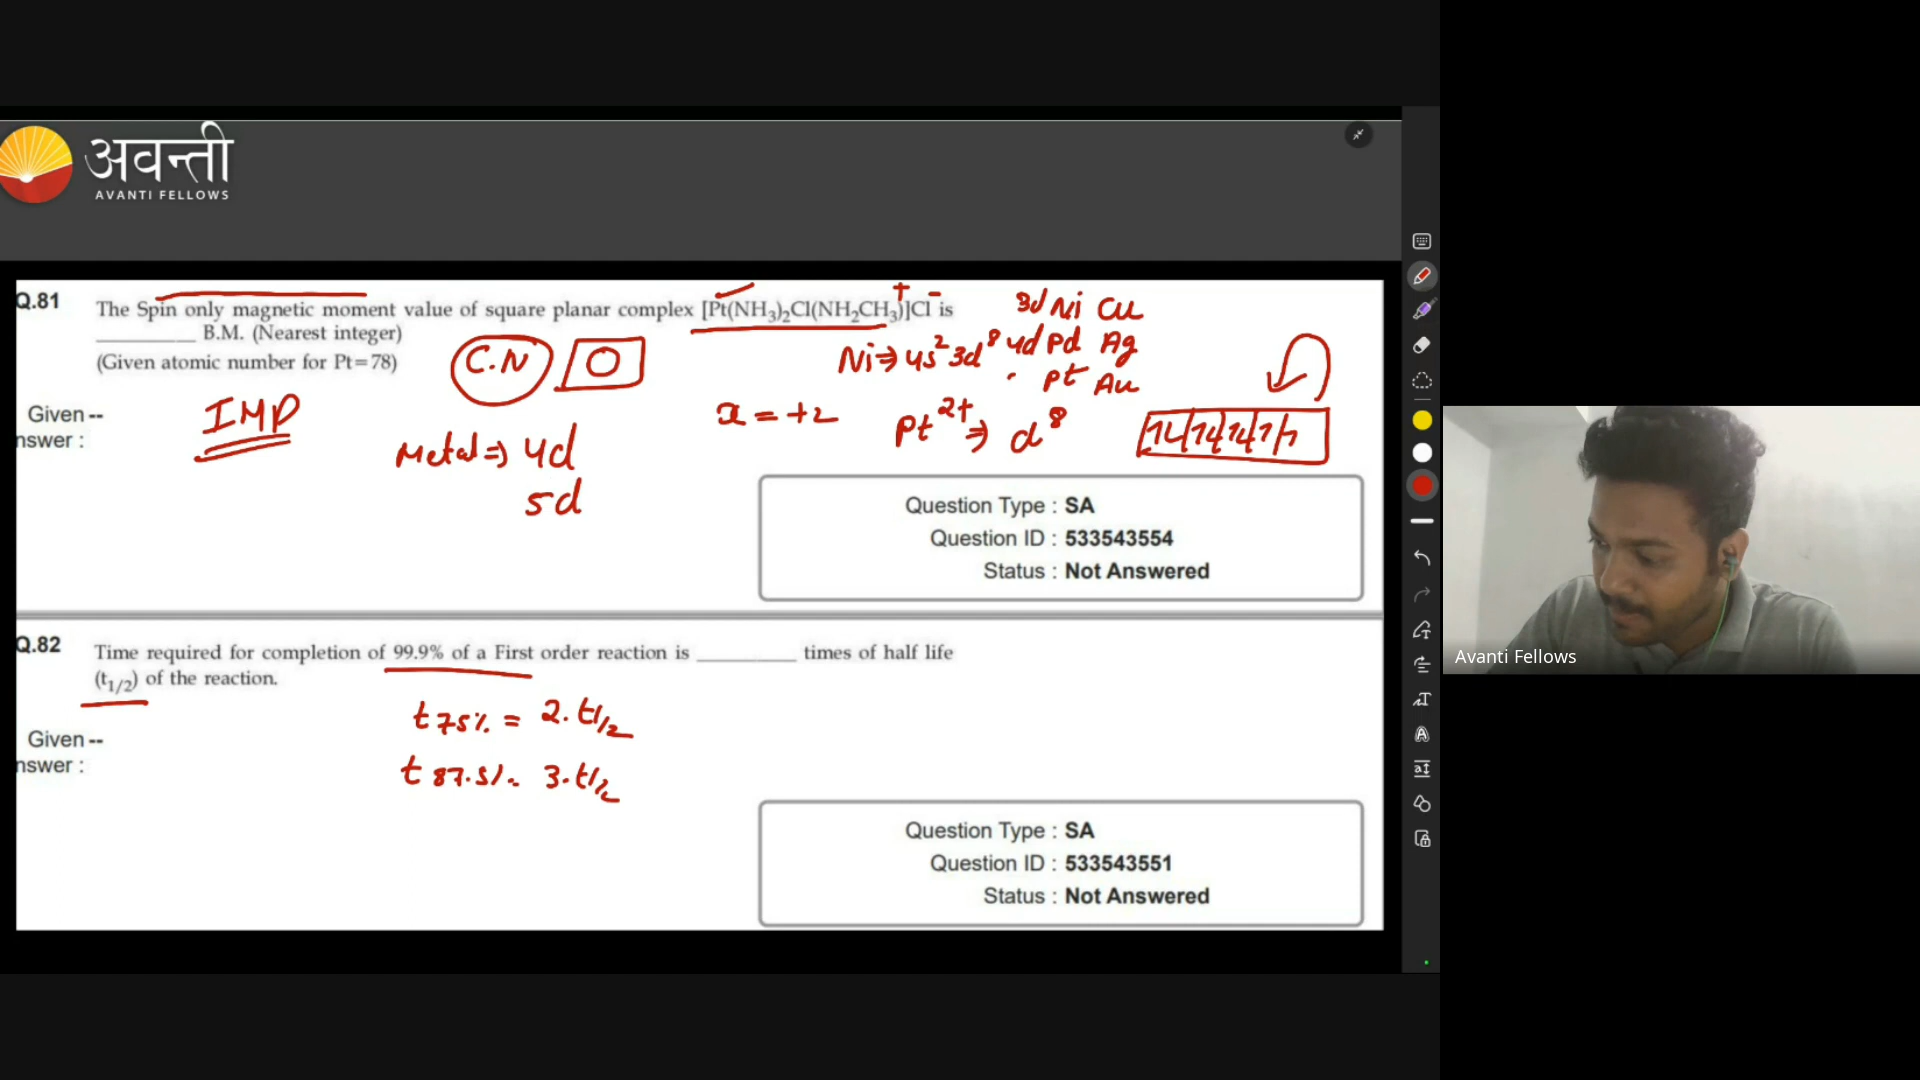 अवन्ती
AVANTI FELLOWS
Q.81
The Spin only magnetic moment value of square planar complex [Pt(NH₃)₂Cl(NH₂CH₃)]Cl is
__________ B.M. (Nearest integer)
(Given atomic number for Pt=78)
+ -
3d Ni Cu
4d Pd Ag
Pt Au
C.N
O
Ni⇒ 4s² 3d⁸
IMP
x = +2
Pt²⁺ ⇒ d⁸
Metal ⇒ 4d
5d
Given --
nswer :
Question Type : SA
Question ID : 533543554
Status : Not Answered
Q.82
Time required for completion of 99.9% of a First order reaction is __________ times of half life
(t₁/₂) of the reaction.
t 75% = 2. t1/2
t 87.5% = 3. t1/2
Given --
nswer :
Question Type : SA
Question ID : 533543551
Status : Not Answered
Avanti Fellows